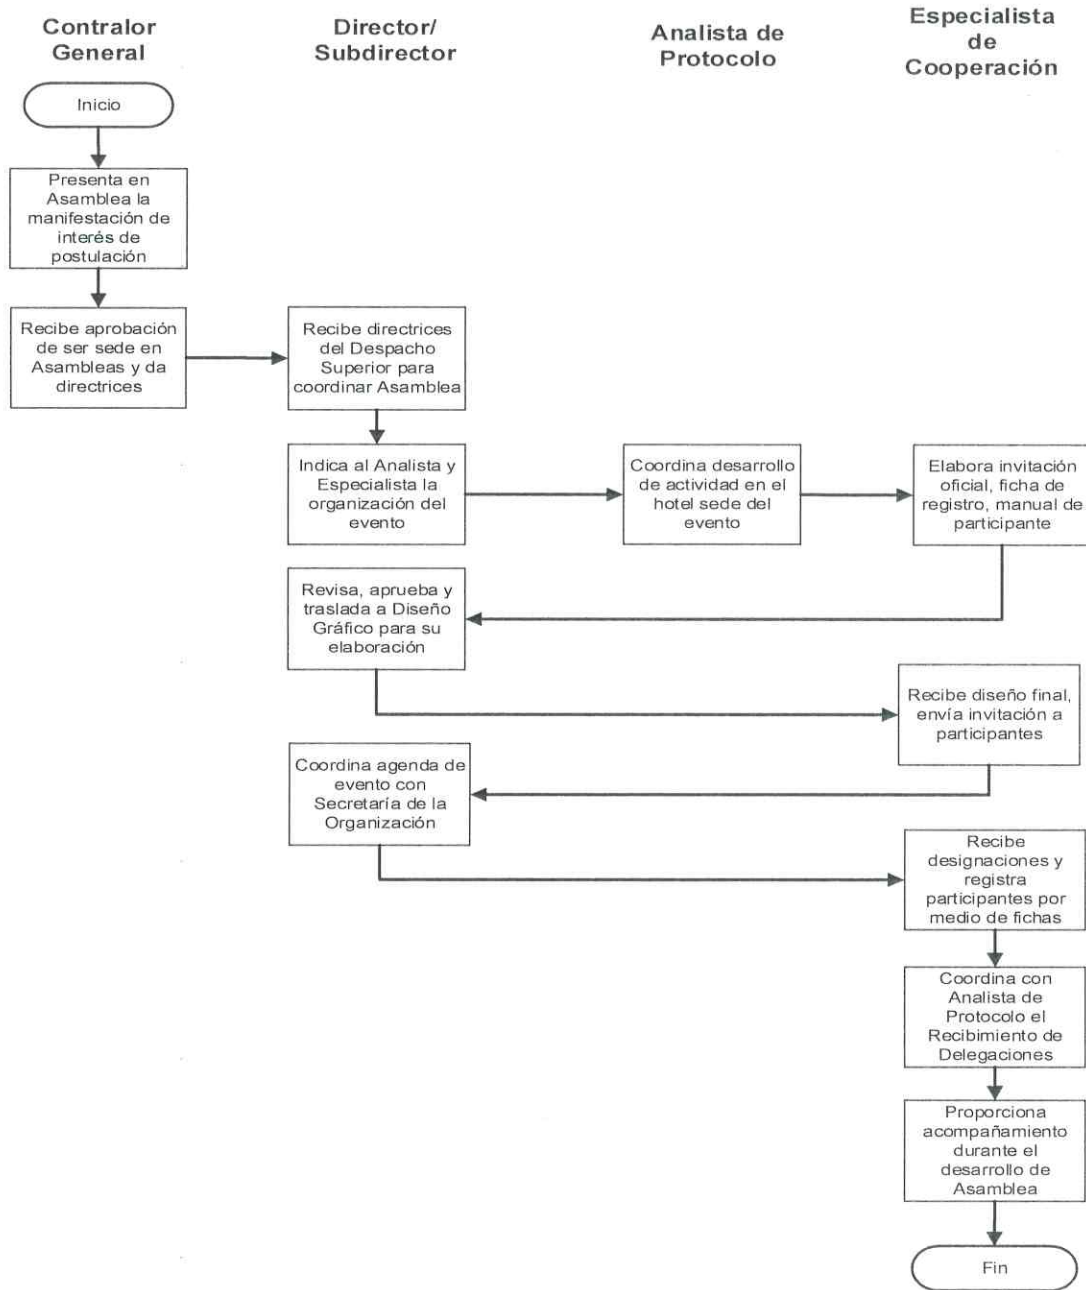 Contralor
General
Director/
Subdirector
Analista de
Protocolo
Especialista
de
Cooperación
Inicio
Presenta en
Asamblea la
manifestación de
interés de
postulación
Recibe aprobación
de ser sede en
Asambleas y da
directrices
Recibe directrices
del Despacho
Superior para
coordinar Asamblea
Indica al Analista y
Especialista la
organización del
evento
Coordina desarrollo
de actividad en el
hotel sede del
evento
Elabora invitación
oficial, ficha de
registro, manual de
participante
Revisa, aprueba y
traslada a Diseño
Gráfico para su
elaboración
Recibe diseño final,
envía invitación a
participantes
Coordina agenda de
evento con
Secretaría de la
Organización
Recibe
designaciones y
registra
participantes por
medio de fichas
Coordina con
Analista de
Protocolo el
Recibimiento de
Delegaciones
Proporciona
acompañamiento
durante el
desarrollo de
Asamblea
Fin